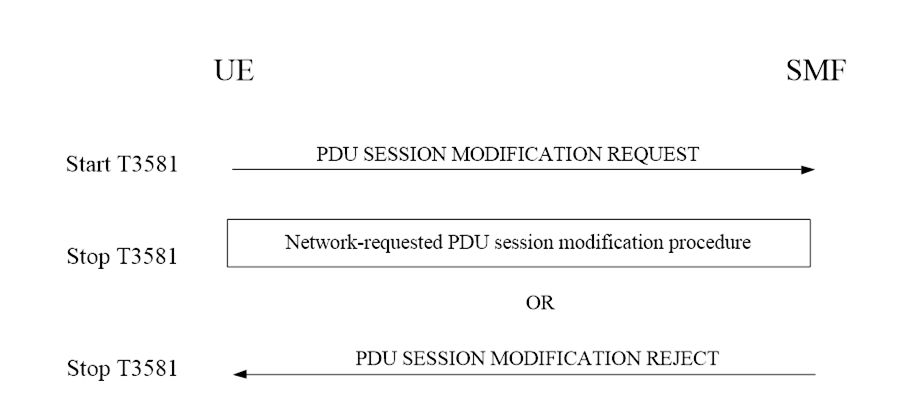 UE SMF
Start T3581 PDU SESSION MODIFICATION REQUEST
Stop T3581 Network-requested PDU session modification procedure
OR
Stop T3581 PDU SESSION MODIFICATION REJECT